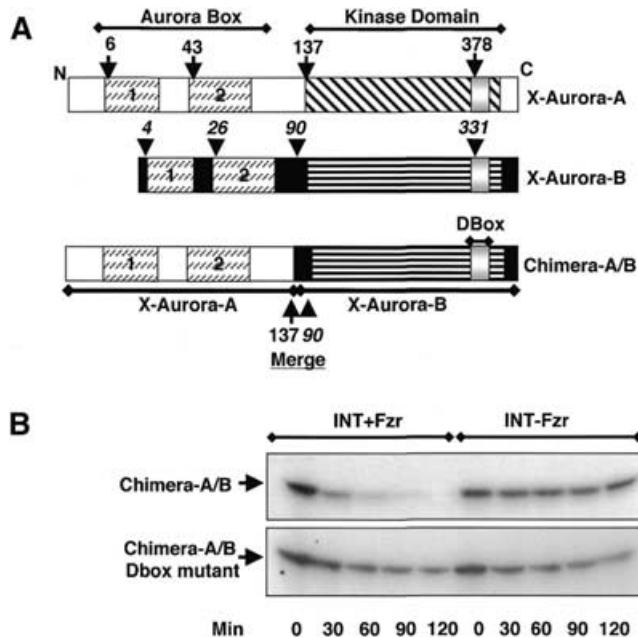 A
Aurora Box
Kinase Domain
6 43 137 378
N C
1 2
X-Aurora-A
4 26 90 331
1 2
X-Aurora-B
DBox
1 2
Chimera-A/B
X-Aurora-A X-Aurora-B
137 90
Merge
B
INT+Fzr INT-Fzr
Chimera-A/B
Chimera-A/B
Dbox mutant
Min 0 30 60 90 120 0 30 60 90 120